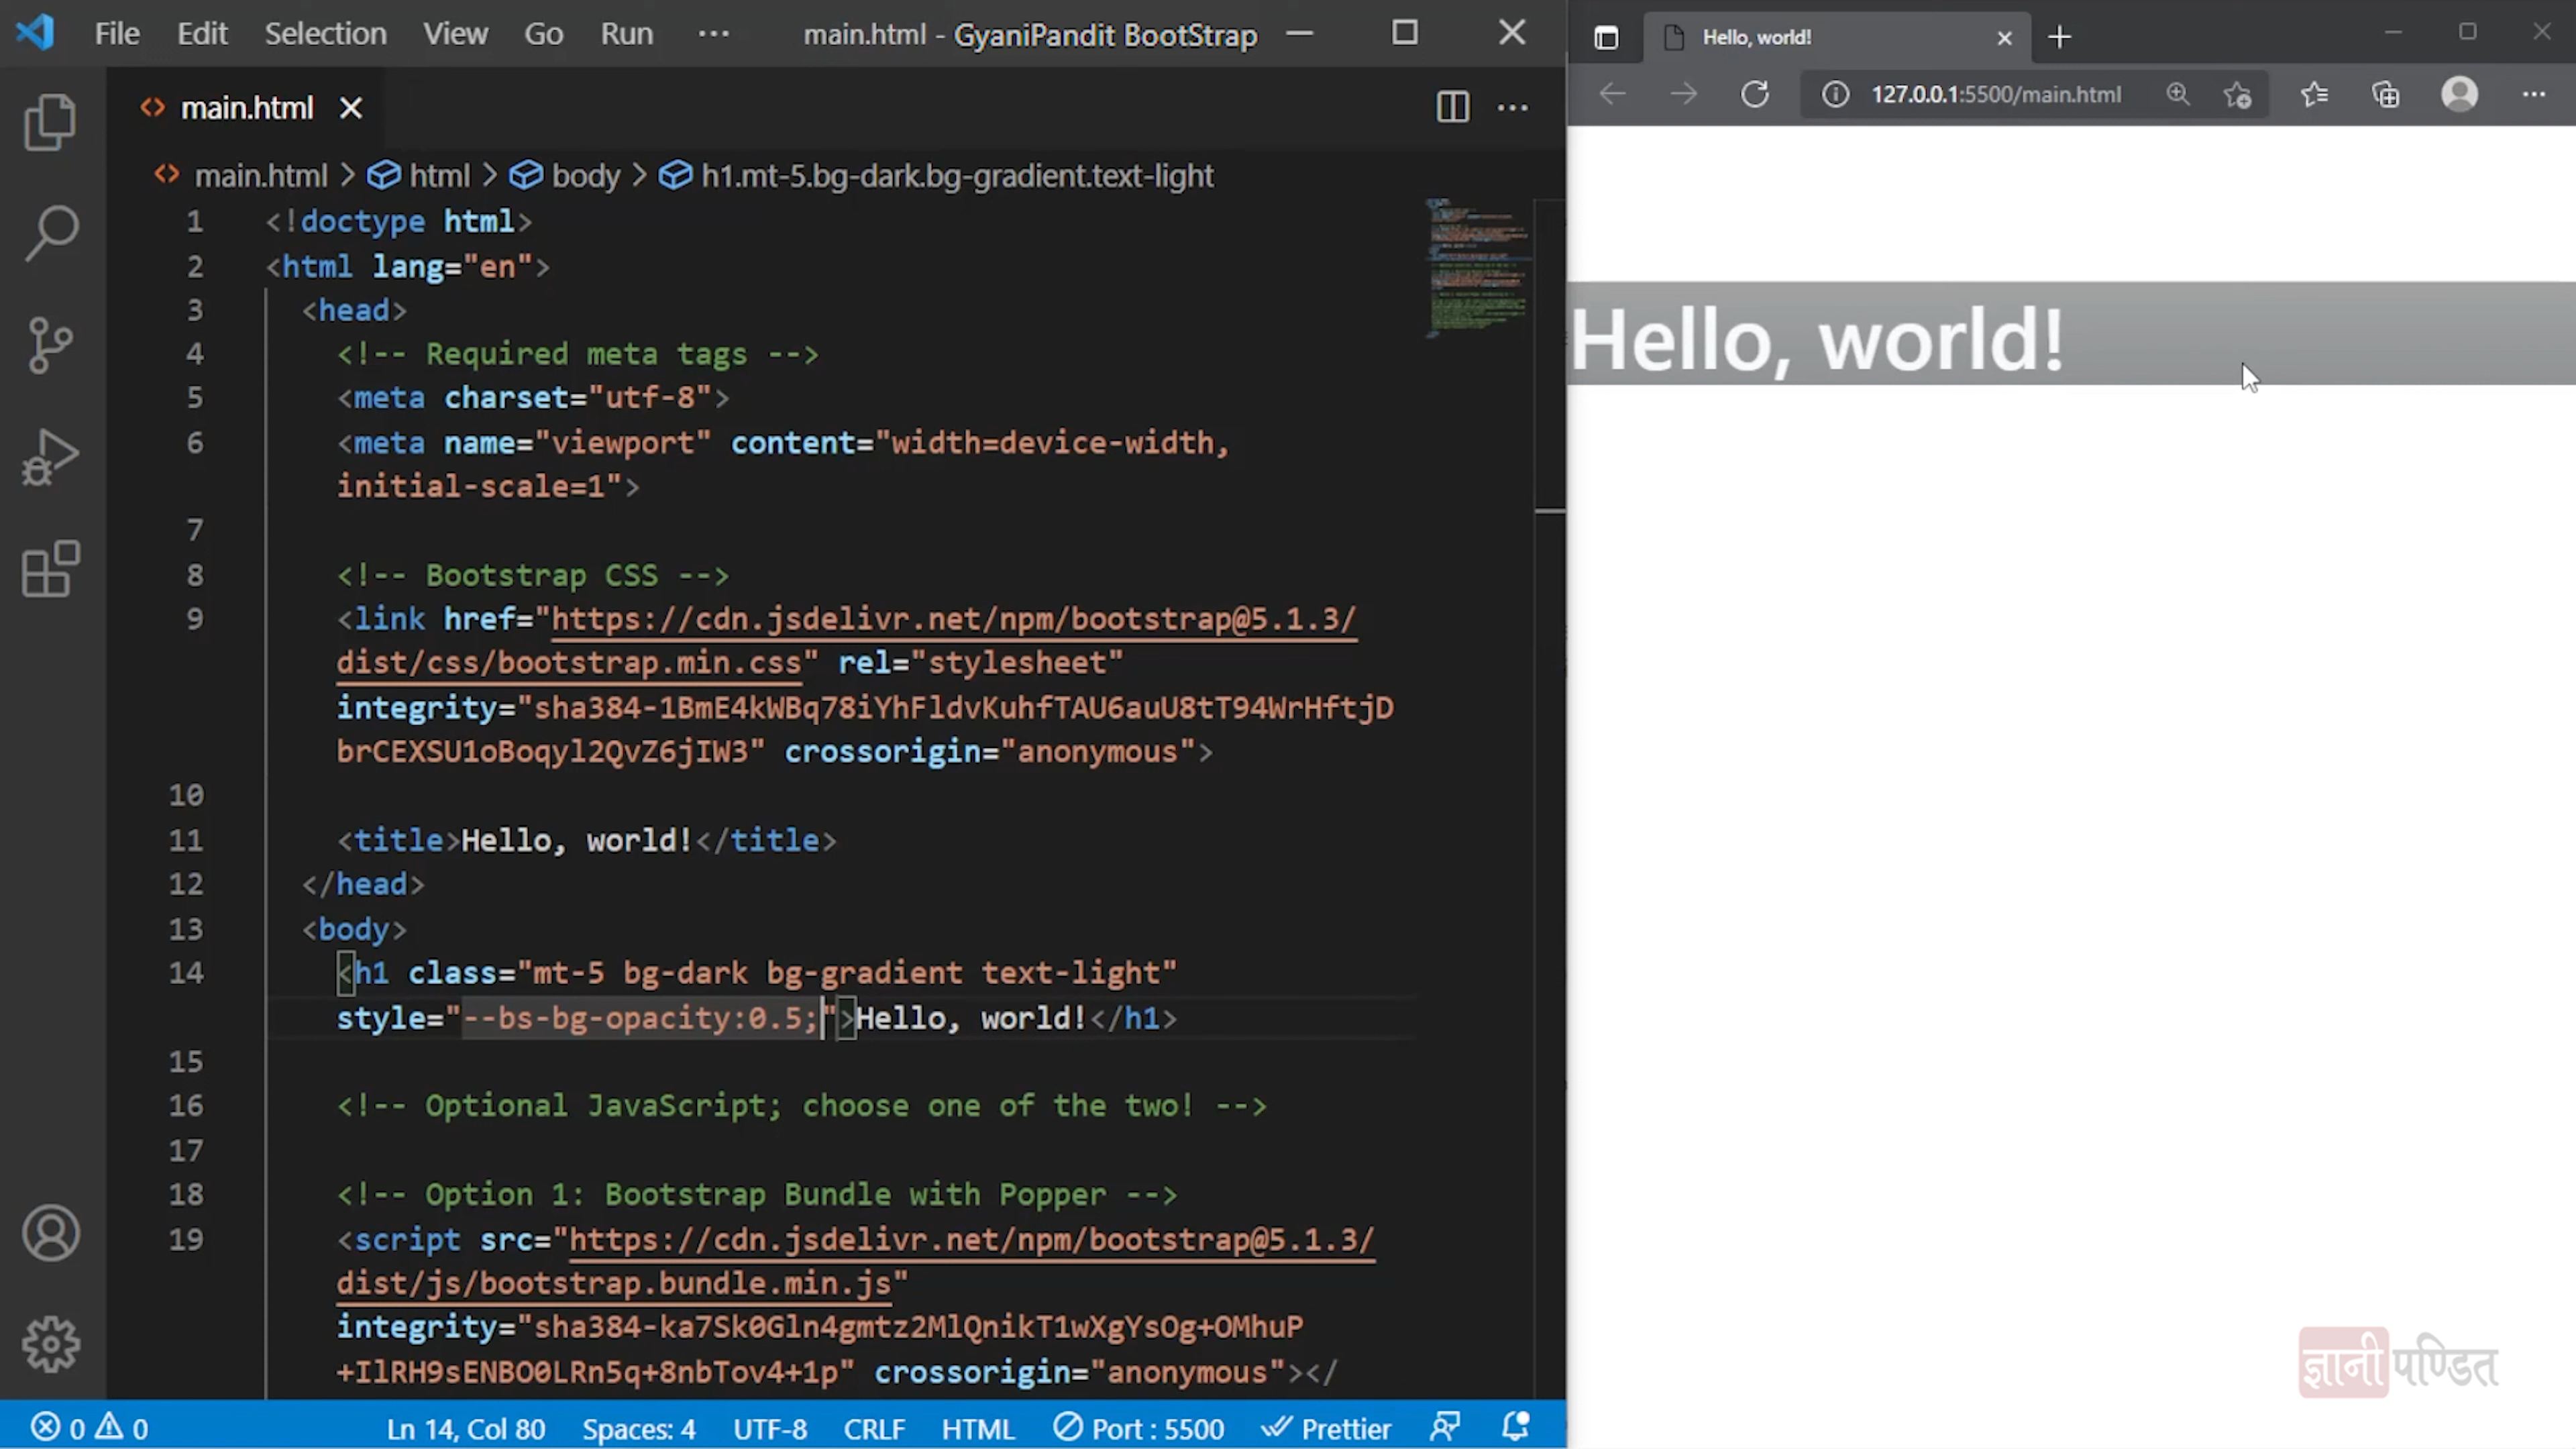 File Edit Selection View Go Run ··· main.html - GyaniPandit BootStrap
main.html
main.html > html > body > h1.mt-5.bg-dark.bg-gradient.text-light
1 <!doctype html>
2 <html lang="en">
3 <head>
4 <!-- Required meta tags -->
5 <meta charset="utf-8">
6 <meta name="viewport" content="width=device-width,
initial-scale=1">
7
8 <!-- Bootstrap CSS -->
9 <link href="https://cdn.jsdelivr.net/npm/bootstrap@5.1.3/
dist/css/bootstrap.min.css" rel="stylesheet"
integrity="sha384-1BmE4kWBq78iYhFldvKuhfTAU6auU8tT94WrHftjD
brCEXSU1oBoqyl2QvZ6jIW3" crossorigin="anonymous">
10
11 <title>Hello, world!</title>
12 </head>
13 <body>
14 <h1 class="mt-5 bg-dark bg-gradient text-light"
style="--bs-bg-opacity:0.5;">Hello, world!</h1>
15
16 <!-- Optional JavaScript; choose one of the two! -->
17
18 <!-- Option 1: Bootstrap Bundle with Popper -->
19 <script src="https://cdn.jsdelivr.net/npm/bootstrap@5.1.3/
dist/js/bootstrap.bundle.min.js"
integrity="sha384-ka7Sk0Gln4gmtz2MlQnikT1wXgYsOg+OMhuP
+IlRH9sENBO0LRn5q+8nbTov4+1p" crossorigin="anonymous"></
0 0 Ln 14, Col 80 Spaces: 4 UTF-8 CRLF HTML Port : 5500 Prettier
Hello, world!
127.0.0.1:5500/main.html
Hello, world!
ज्ञानी पण्डित